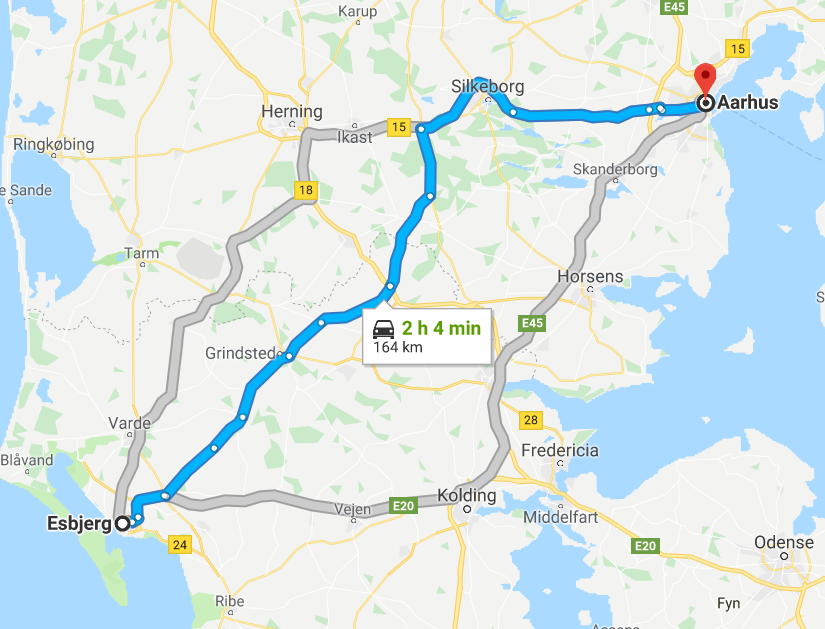 Karup
E45
15
Silkeborg
Aarhus
Herning
15
Ikast
Ringkøbing
Skanderborg
e Sande
18
Tarm
Horsens
S
E45
2 h 4 min
164 km
Grindsted
Varde
28
Fredericia
Blåvand
Kolding
Vejen
E20
Esbjerg
Middelfart
24
E20
Odense
Ribe
Fyn